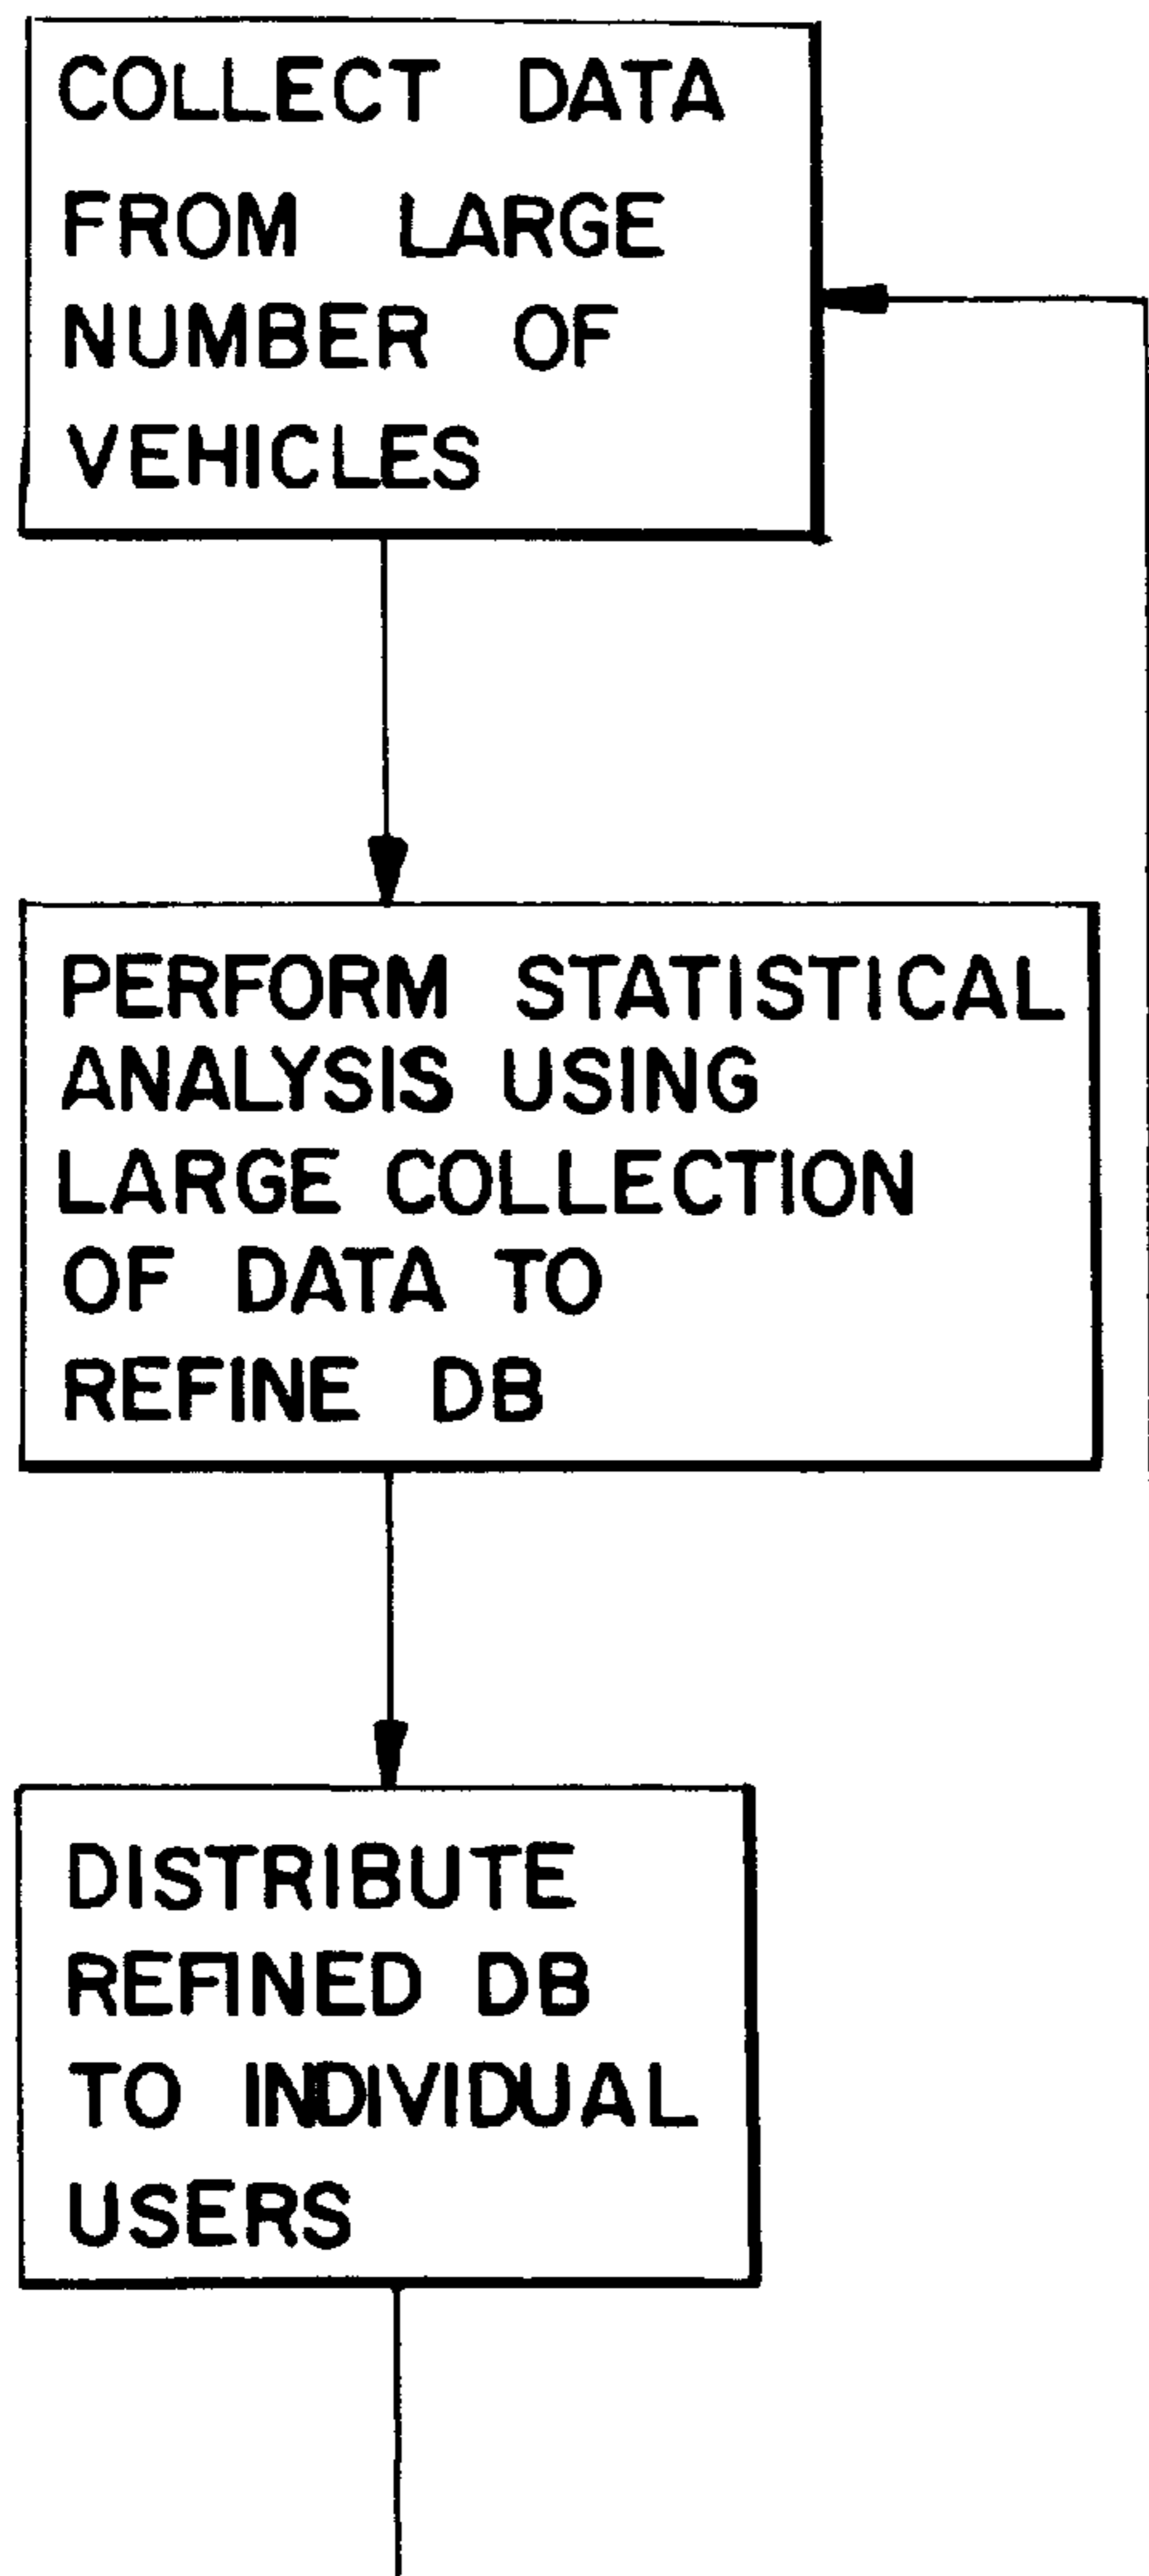 COLLECT DATA
FROM LARGE
NUMBER OF
VEHICLES
PERFORM STATISTICAL
ANALYSIS USING
LARGE COLLECTION
OF DATA TO
REFINE DB
DISTRIBUTE
REFINED DB
TO INDIVIDUAL
USERS